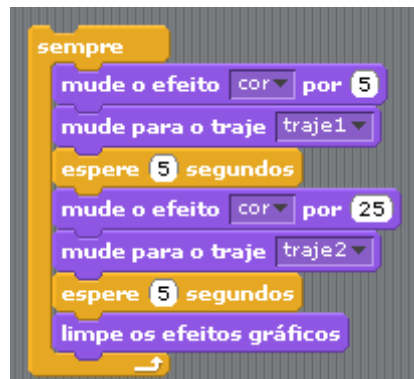 sempre
mude o efeito cor por 5
mude para o traje traje1
espere 5 segundos
mude o efeito cor por 25
mude para o traje traje2
espere 5 segundos
limpe os efeitos gráficos